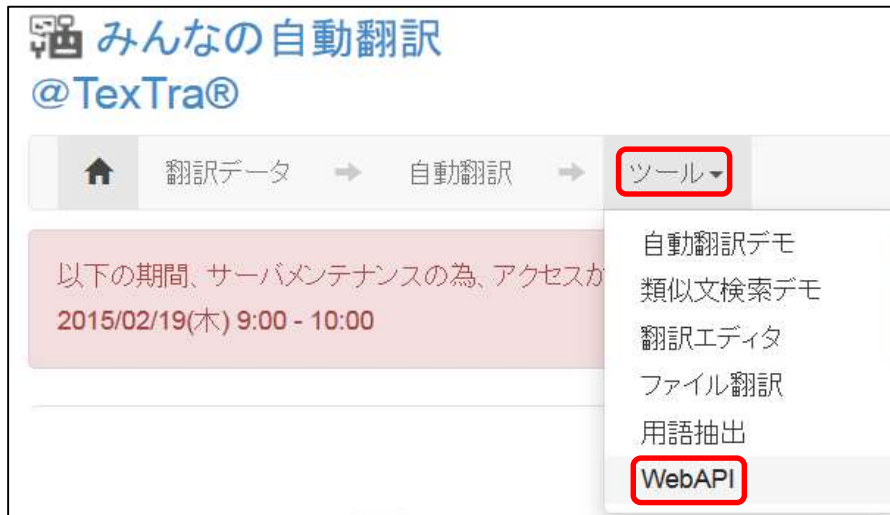 みんなの自動翻訳
@TexTra®
翻訳データ ➡ 自動翻訳 ➡ ツール▾
以下の期間、サーバメンテナンスの為、アクセスが
2015/02/19(木) 9:00 - 10:00
自動翻訳デモ
類似文検索デモ
翻訳エディタ
ファイル翻訳
用語抽出
WebAPI